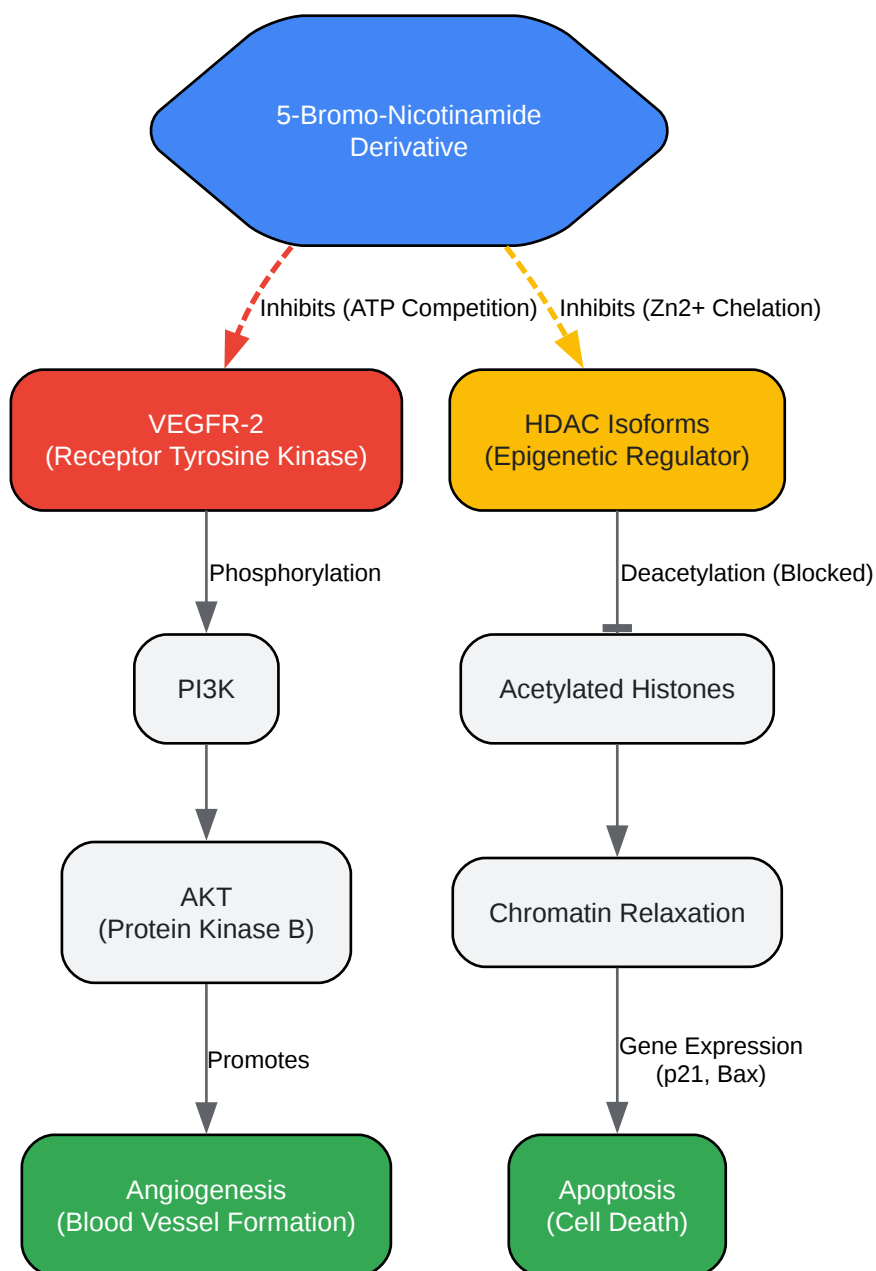 5-Bromo-Nicotinamide
Derivative
Inhibits (ATP Competition)
Inhibits (Zn2+ Chelation)
VEGFR-2
(Receptor Tyrosine Kinase)
HDAC Isoforms
(Epigenetic Regulator)
Phosphorylation
Deacetylation (Blocked)
PI3K
Acetylated Histones
AKT
(Protein Kinase B)
Chromatin Relaxation
Promotes
Gene Expression
(p21, Bax)
Angiogenesis
(Blood Vessel Formation)
Apoptosis
(Cell Death)